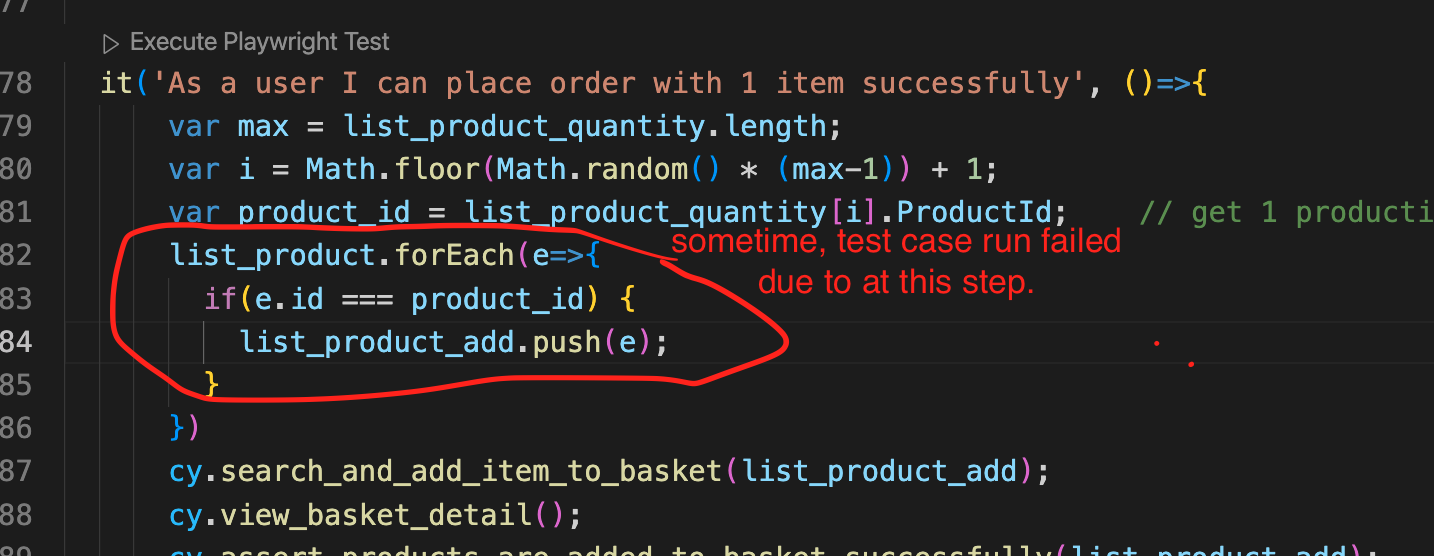 77
Execute Playwright Test
78 it('As a user I can place order with 1 item successfully', ()=>{
79 var max = list_product_quantity.length;
80 var i = Math.floor(Math.random() * (max-1)) + 1;
81 var product_id = list_product_quantity[i].ProductId; // get 1 producti
82 list_product.forEach(e=>{
sometime, test case run failed
due to at this step.
83 if(e.id === product_id) {
84 list_product_add.push(e);
85 }
86 })
87 cy.search_and_add_item_to_basket(list_product_add);
88 cy.view_basket_detail();
89 cy.assert_products_are_added_to_basket_successfully(list_product_add);